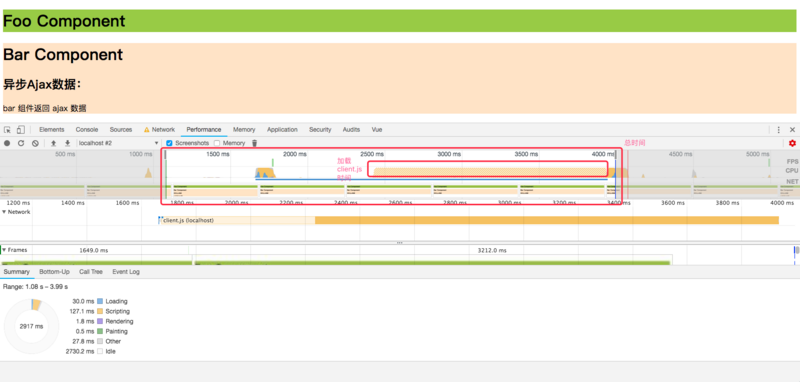 Foo Component
Bar Component
异步Ajax数据：
bar 组件返回 ajax 数据
Elements Console Sources Network Performance Memory Application Security Audits Vue
localhost #2 Screenshots Memory
总时间
500 ms 1000 ms 1500 ms 2000 ms 2500 ms 3000 ms 3500 ms 4000 ms 4500 ms 5000 ms
FPS
加载
client.js
时间
CPU
NET
1200 ms 1400 ms 1600 ms 1800 ms 2000 ms 2200 ms 2400 ms 2600 ms 2800 ms 3000 ms 3200 ms 3400 ms 3600 ms 3800 ms 4000 ms
Network
client.js (localhost)
Frames 1649.0 ms 3212.0 ms
Summary Bottom-Up Call Tree Event Log
Range: 1.08 s – 3.99 s
30.0 ms Loading
127.1 ms Scripting
1.8 ms Rendering
2917 ms
0.5 ms Painting
27.8 ms Other
2730.2 ms Idle